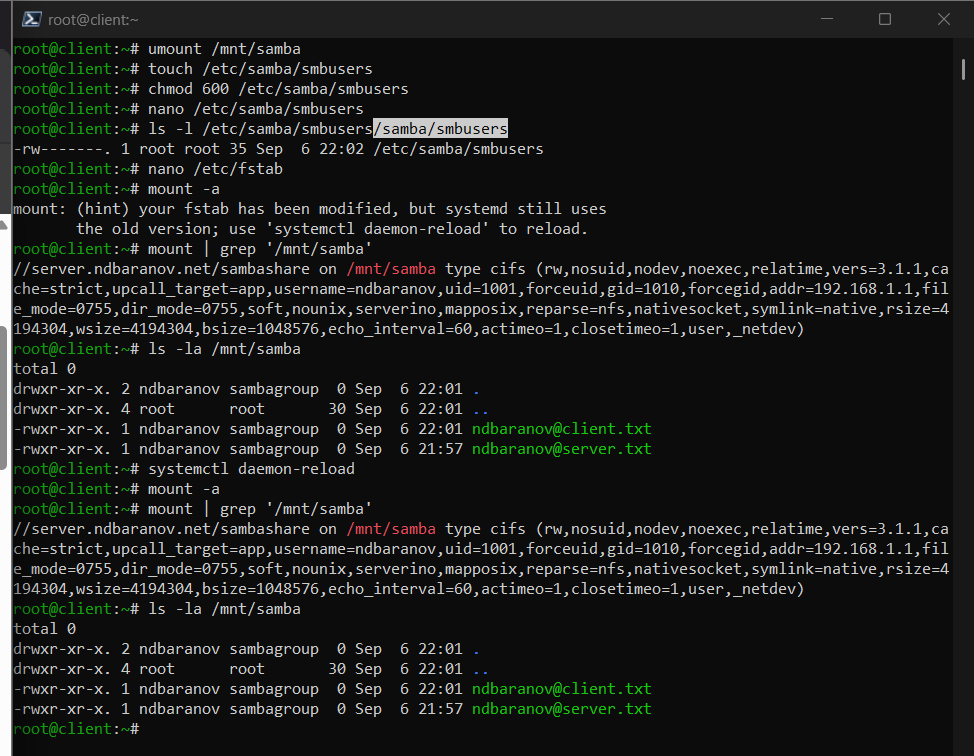 root@client:~
root@client:~# umount /mnt/samba
root@client:~# touch /etc/samba/smbusers
root@client:~# chmod 600 /etc/samba/smbusers
root@client:~# nano /etc/samba/smbusers
root@client:~# ls -l /etc/samba/smbusers/samba/smbusers
-rw-------. 1 root root 35 Sep  6 22:02 /etc/samba/smbusers
root@client:~# nano /etc/fstab
root@client:~# mount -a
mount: (hint) your fstab has been modified, but systemd still uses
       the old version; use 'systemctl daemon-reload' to reload.
root@client:~# mount | grep '/mnt/samba'
//server.ndbaranov.net/sambashare on /mnt/samba type cifs (rw,nosuid,nodev,noexec,relatime,vers=3.1.1,ca
che=strict,upcall_target=app,username=ndbaranov,uid=1001,forceuid,gid=1010,forcegid,addr=192.168.1.1,fil
e_mode=0755,dir_mode=0755,soft,nounix,serverino,mapposix,reparse=nfs,nativesocket,symlink=native,rsize=4
194304,wsize=4194304,bsize=1048576,echo_interval=60,actimeo=1,closetimeo=1,user,_netdev)
root@client:~# ls -la /mnt/samba
total 0
drwxr-xr-x. 2 ndbaranov sambagroup  0 Sep  6 22:01 .
drwxr-xr-x. 4 root      root       30 Sep  6 22:01 ..
-rwxr-xr-x. 1 ndbaranov sambagroup  0 Sep  6 22:01 ndbaranov@client.txt
-rwxr-xr-x. 1 ndbaranov sambagroup  0 Sep  6 21:57 ndbaranov@server.txt
root@client:~# systemctl daemon-reload
root@client:~# mount -a
root@client:~# mount | grep '/mnt/samba'
//server.ndbaranov.net/sambashare on /mnt/samba type cifs (rw,nosuid,nodev,noexec,relatime,vers=3.1.1,ca
che=strict,upcall_target=app,username=ndbaranov,uid=1001,forceuid,gid=1010,forcegid,addr=192.168.1.1,fil
e_mode=0755,dir_mode=0755,soft,nounix,serverino,mapposix,reparse=nfs,nativesocket,symlink=native,rsize=4
194304,wsize=4194304,bsize=1048576,echo_interval=60,actimeo=1,closetimeo=1,user,_netdev)
root@client:~# ls -la /mnt/samba
total 0
drwxr-xr-x. 2 ndbaranov sambagroup  0 Sep  6 22:01 .
drwxr-xr-x. 4 root      root       30 Sep  6 22:01 ..
-rwxr-xr-x. 1 ndbaranov sambagroup  0 Sep  6 22:01 ndbaranov@client.txt
-rwxr-xr-x. 1 ndbaranov sambagroup  0 Sep  6 21:57 ndbaranov@server.txt
root@client:~#